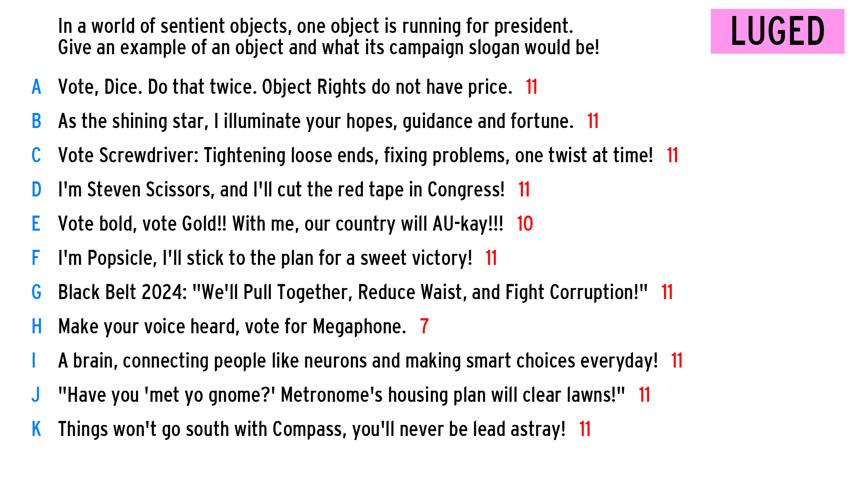 In a world of sentient objects, one object is running for president.
Give an example of an object and what its campaign slogan would be!
LUGED
A Vote, Dice. Do that twice. Object Rights do not have price. 11
B As the shining star, I illuminate your hopes, guidance and fortune. 11
C Vote Screwdriver: Tightening loose ends, fixing problems, one twist at time! 11
D I'm Steven Scissors, and I'll cut the red tape in Congress! 11
E Vote bold, vote Gold!! With me, our country will AU-kay!!! 10
F I'm Popsicle, I'll stick to the plan for a sweet victory! 11
G Black Belt 2024: "We'll Pull Together, Reduce Waist, and Fight Corruption!" 11
H Make your voice heard, vote for Megaphone. 7
I A brain, connecting people like neurons and making smart choices everyday! 11
J "Have you 'met yo gnome?' Metronome's housing plan will clear lawns!" 11
K Things won't go south with Compass, you'll never be lead astray! 11